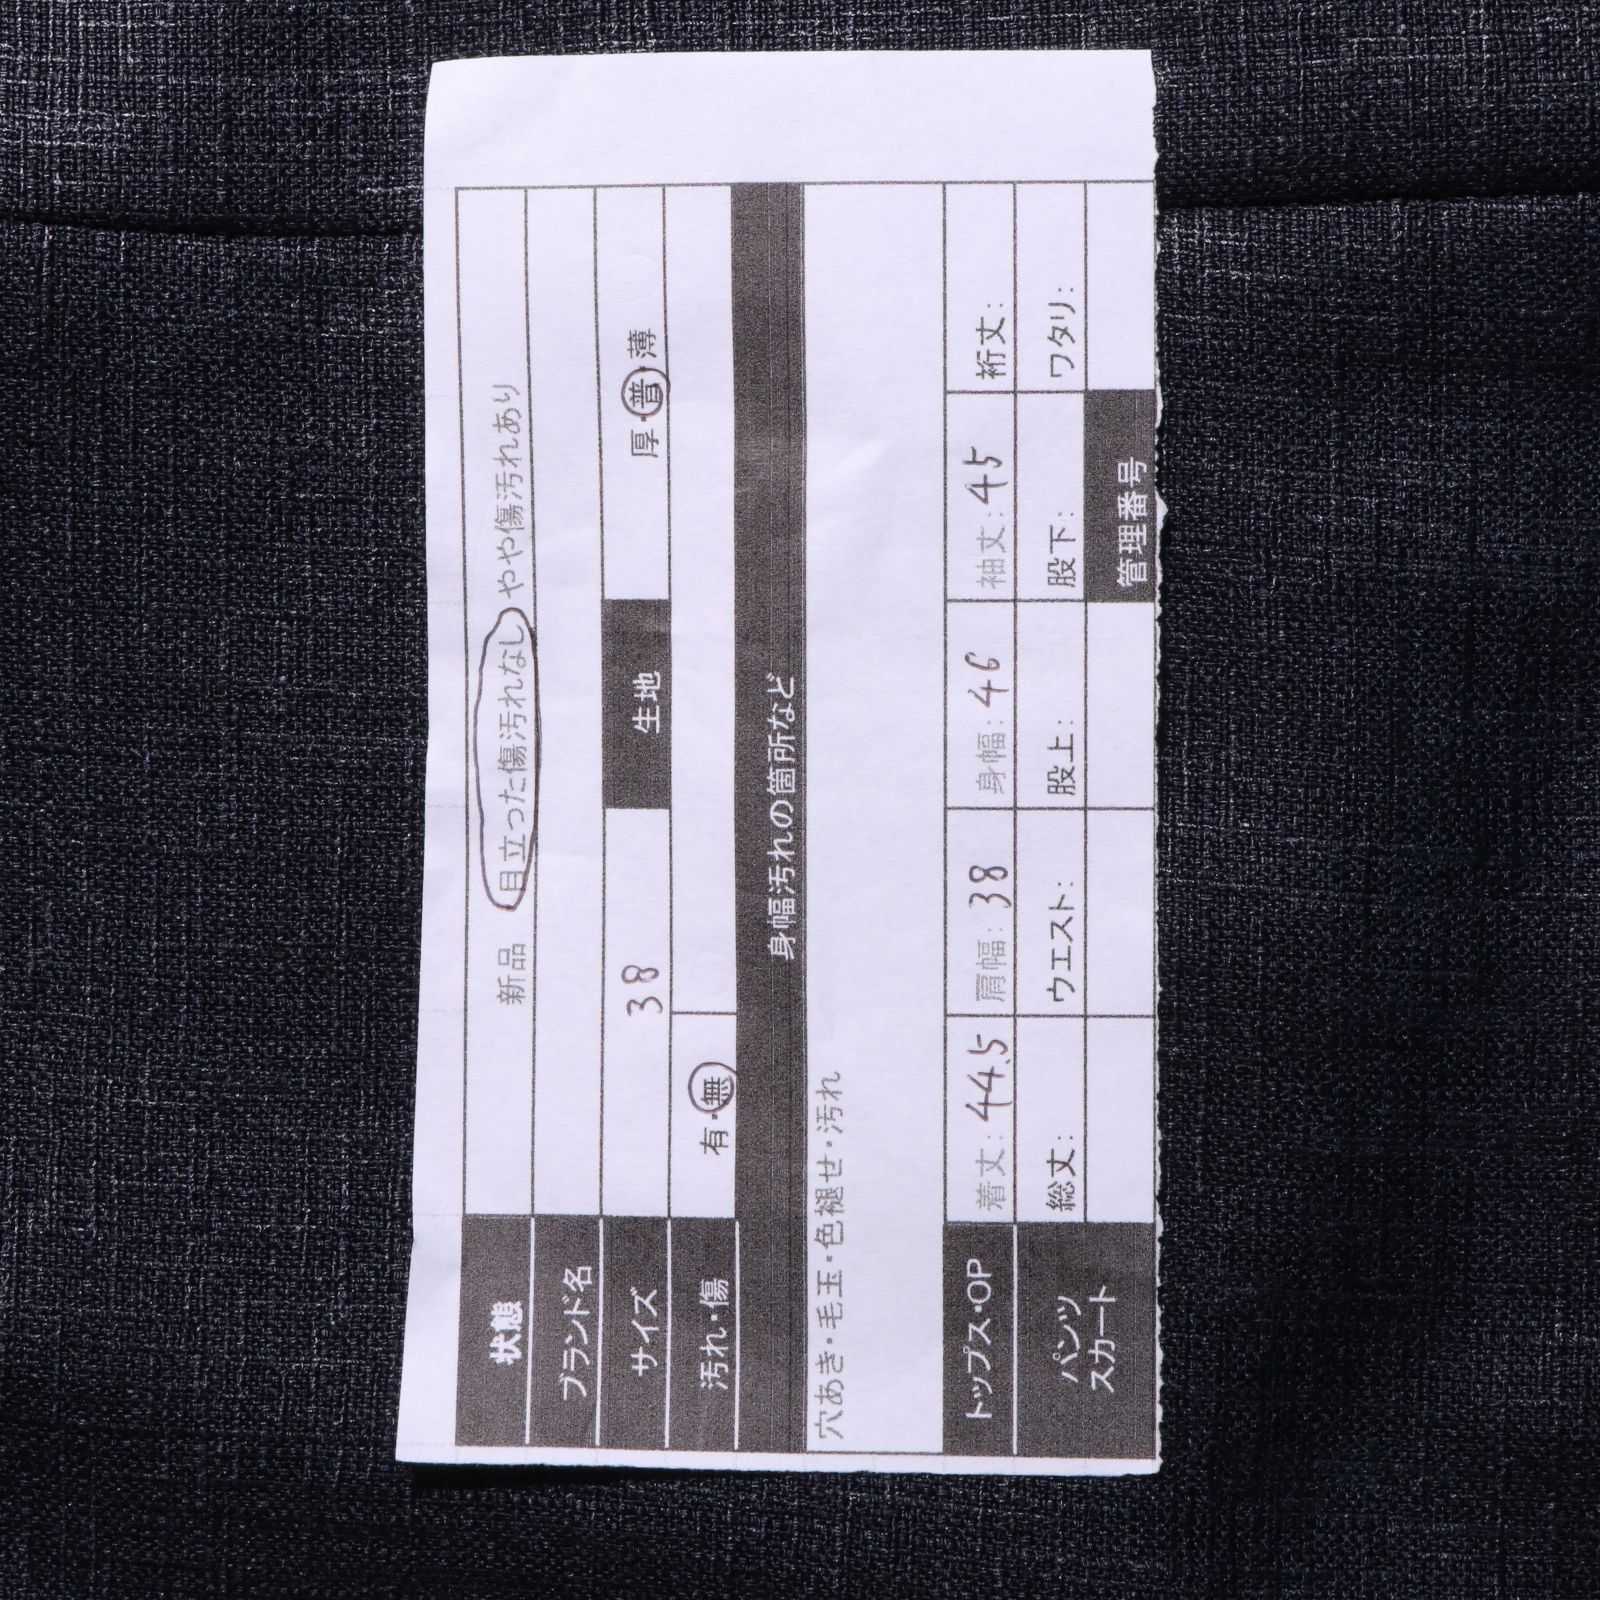 状態 新品 目立った傷汚れなし やや傷汚れあり
ブランド名
サイズ 38 生地 厚・普・薄
汚れ・傷 有・無
身幅汚れの箇所など
穴あき・毛玉・色褪せ・汚れ
トップス・OP 着丈:44.5 肩幅:38 身幅:46 袖丈:45 裄丈:
パンツ 総丈: ウエスト: 股上: 股下: ワタリ:
スカート 管理番号